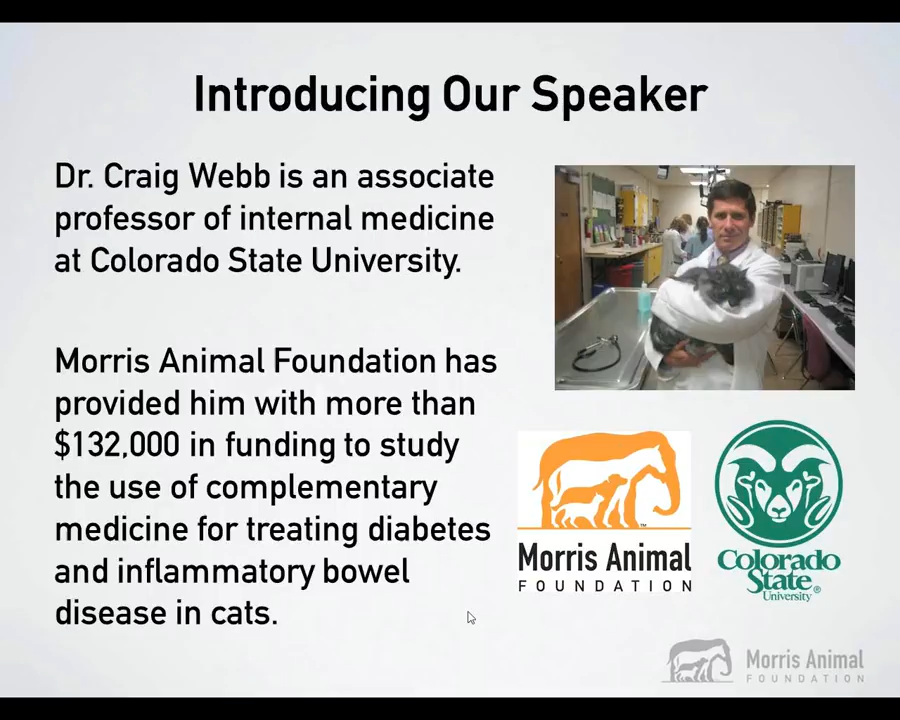 Introducing Our Speaker
Dr. Craig Webb is an associate
professor of internal medicine
at Colorado State University.
Morris Animal Foundation has
provided him with more than
$132,000 in funding to study
the use of complementary
medicine for treating diabetes
and inflammatory bowel
disease in cats.
TM
Morris Animal
FOUNDATION
Colorado
State®
University
Morris Animal
FOUNDATION